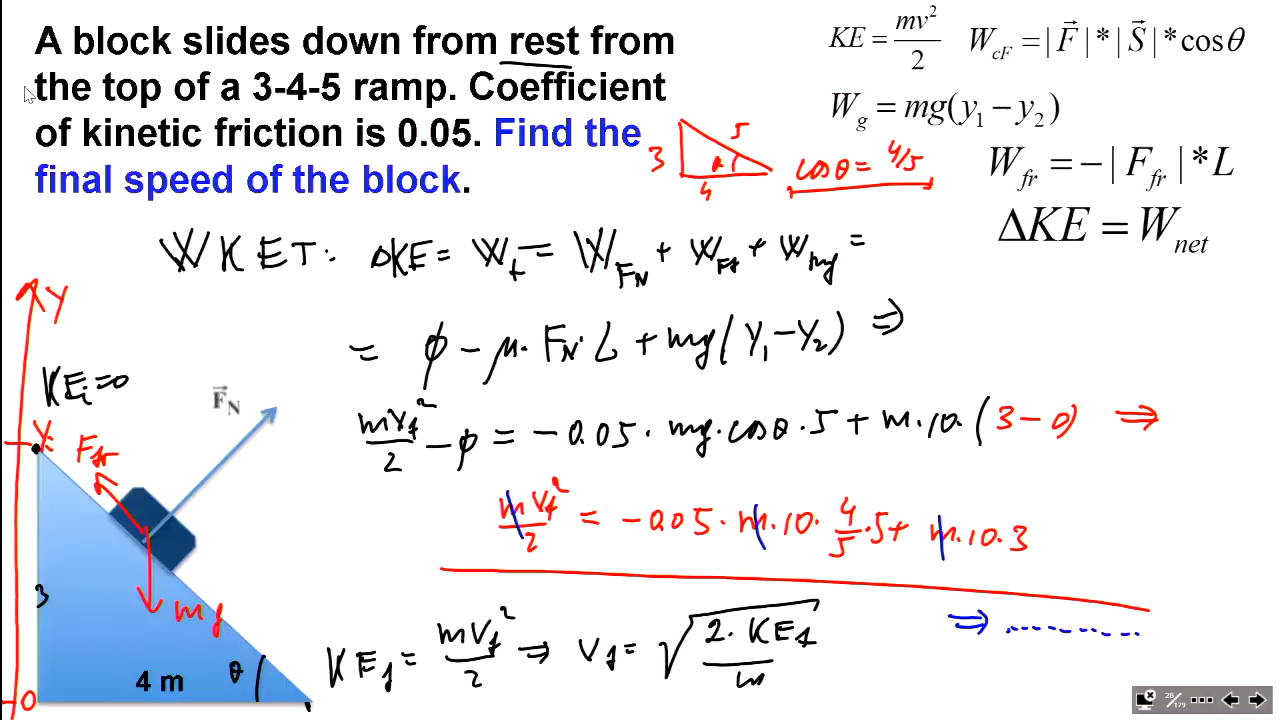 A block slides down from rest from
the top of a 3-4-5 ramp. Coefficient
of kinetic friction is 0.05. Find the
final speed of the block.
KE = mv²/2
W_cF = |F⃗| * |S⃗| * cosθ
W_g = mg(y₁ − y₂)
W_fr = −|F_fr| * L
ΔKE = W_net
3 5 4 θ
cosθ = 4/5
WKET: ΔKE = W_t = W_FN + W_Ff + W_mg =
= ϕ − μ · F_N · L + mg(Y₁ − Y₂) ⇒
mV_f²/2 − ϕ = −0.05 · mg · cosθ · 5 + m · 10 · (3 − 0) ⇒
mV_f²/2 = −0.05 · m · 10 · 4/5 · 5 + m · 10 · 3
⇒ ........
KE_f = mV_f²/2 ⇒ V_f = √(2 · KE_f/m)
Y
KE_i = 0
F⃗_N
Y_i
F_fr
3
mg
4 m
θ
0
28/179